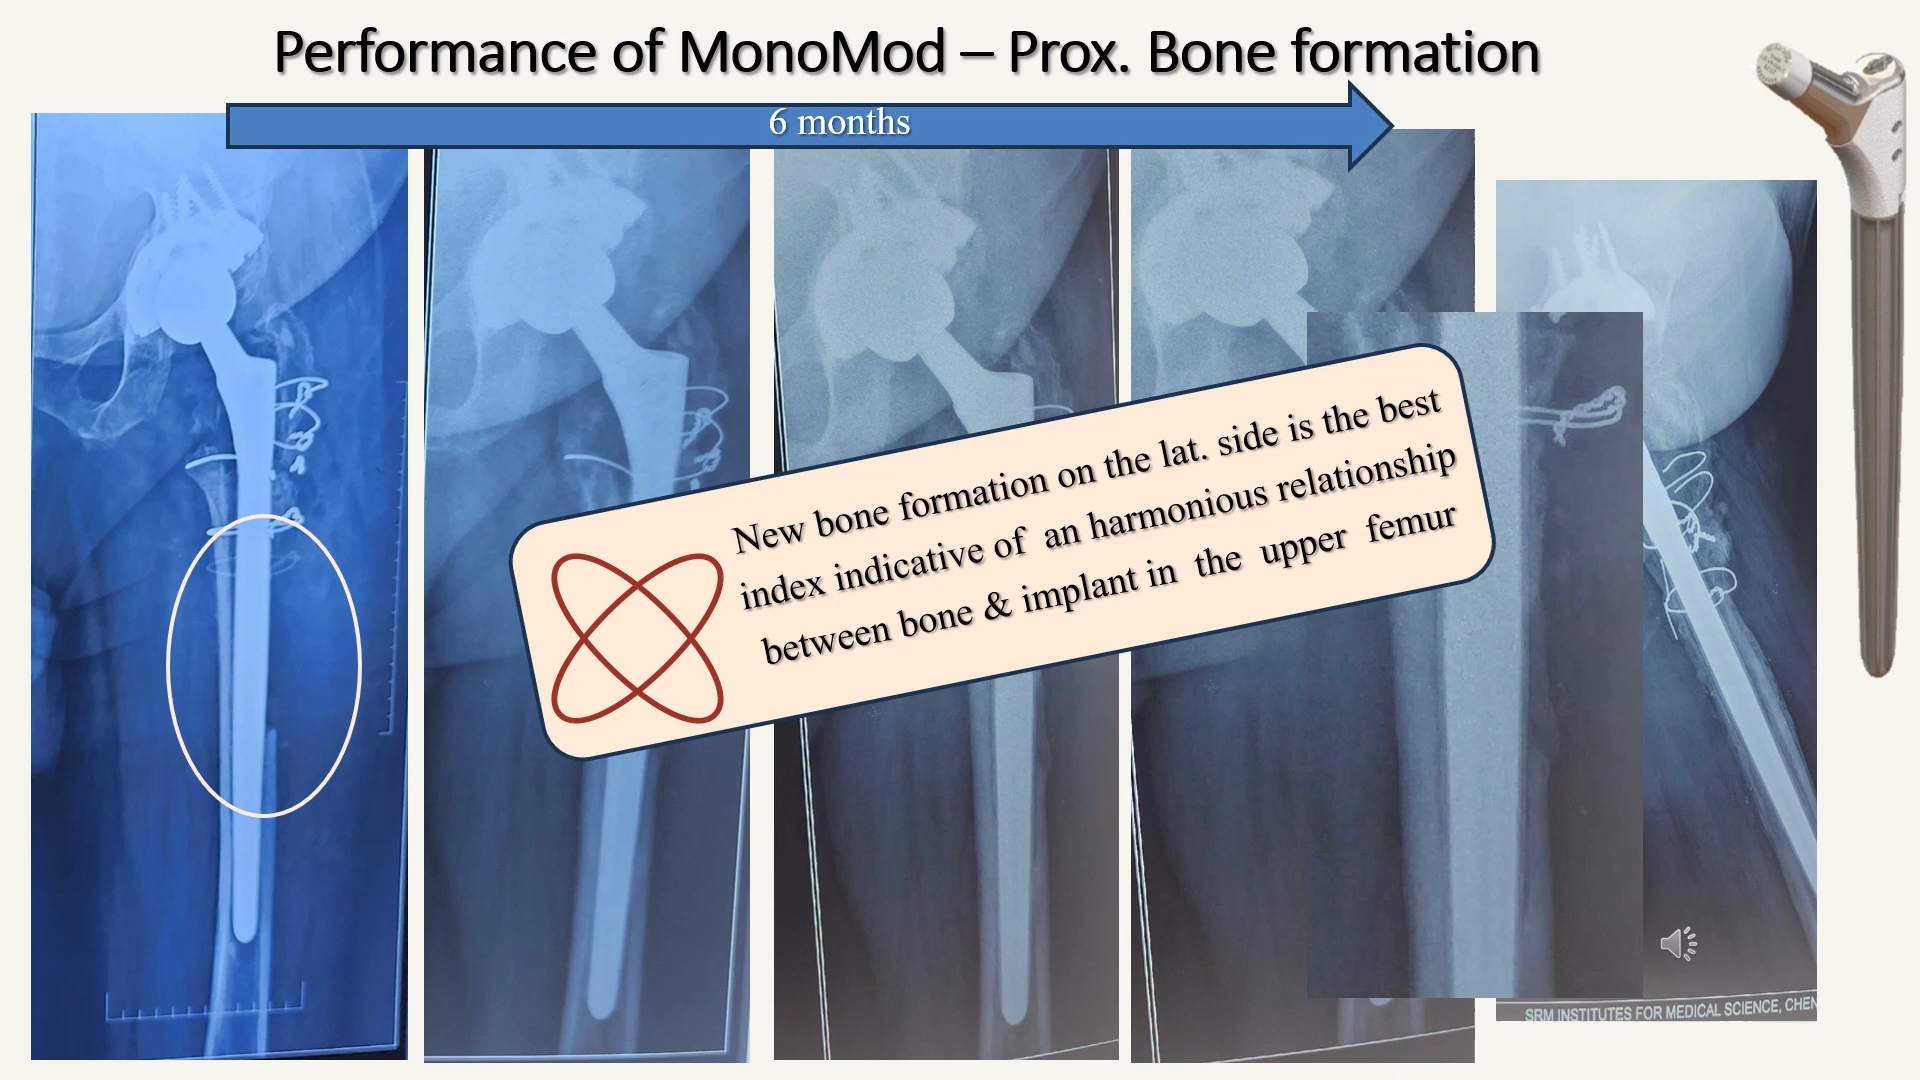 Performance of MonoMod – Prox. Bone formation
6 months
New bone formation on the lat. side is the best
index indicative of an harmonious relationship
between bone & implant in the upper femur
SRM INSTITUTES FOR MEDICAL SCIENCE, CHEN